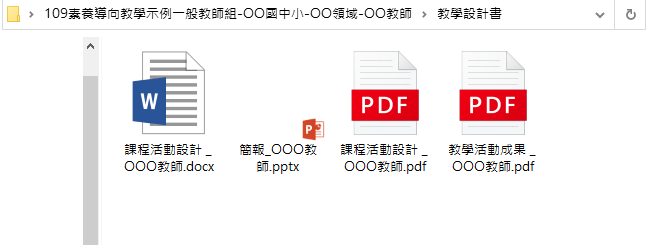 109素養導向教學示例一般教師組-OO國中小-OO領域-OO教師 > 教學設計書
W
課程活動設計 _
OOO教師.docx
P
簡報_OOO教
師.pptx
PDF
課程活動設計 _
OOO教師.pdf
PDF
教學活動成果 _
OOO教師.pdf